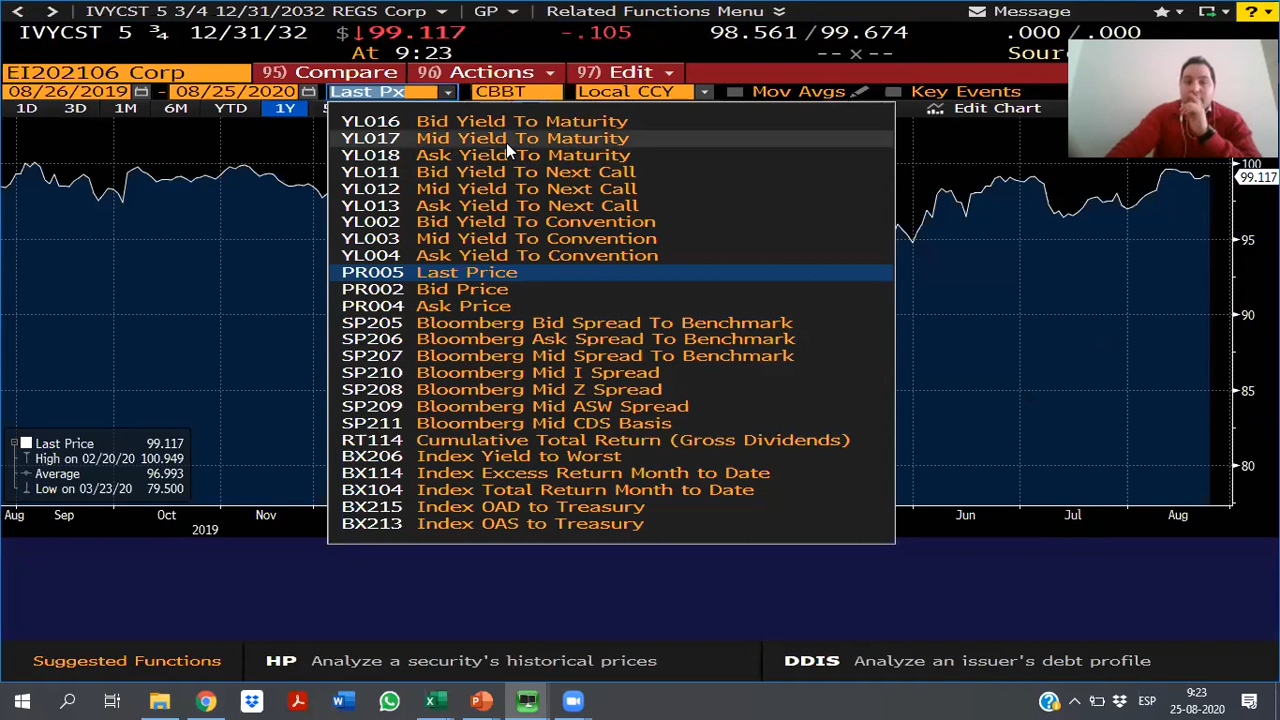 IVYCST 5 12/31/2032 REGS Corp
GP
Related Functions Menu
Message
?
IVYCST 5 ¾ 12/31/32
$↓99.117
-.105
98.561/99.674
.000/.000
At 9:23
-- x --
Sour
EI202106 Corp
95) Compare
96) Actions
97) Edit
08/26/2019 - 08/25/2020
Last Px
CBBT
Local CCY
Mov Avgs
Key Events
1D 3D 1M 6M YTD 1Y
Edit Chart
YL016 Bid Yield To Maturity
YL017 Mid Yield To Maturity
YL018 Ask Yield To Maturity
YL011 Bid Yield To Next Call
YL012 Mid Yield To Next Call
YL013 Ask Yield To Next Call
YL002 Bid Yield To Convention
YL003 Mid Yield To Convention
YL004 Ask Yield To Convention
PR005 Last Price
PR002 Bid Price
PR004 Ask Price
SP205 Bloomberg Bid Spread To Benchmark
SP206 Bloomberg Ask Spread To Benchmark
SP207 Bloomberg Mid Spread To Benchmark
SP210 Bloomberg Mid I Spread
SP208 Bloomberg Mid Z Spread
SP209 Bloomberg Mid ASW Spread
SP211 Bloomberg Mid CDS Basis
RT114 Cumulative Total Return (Gross Dividends)
BX206 Index Yield to Worst
BX114 Index Excess Return Month to Date
BX104 Index Total Return Month to Date
BX215 Index OAD to Treasury
BX213 Index OAS to Treasury
100
99.117
95
90
85
80
Last Price 99.117
High on 02/20/20 100.949
Average 96.993
Low on 03/23/20 79.500
Aug Sep Oct Nov
Jun Jul Aug
2019
Suggested Functions
HP Analyze a security's historical prices
DDIS Analyze an issuer's debt profile
ESP
9:23
25-08-2020